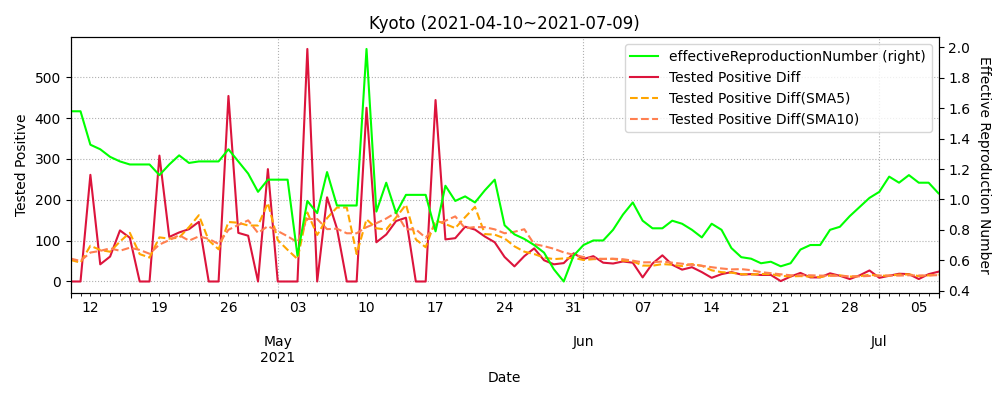 Kyoto (2021-04-10~2021-07-09)
effectiveReproductionNumber (right)
Tested Positive Diff
Tested Positive Diff(SMA5)
Tested Positive Diff(SMA10)
Tested Positive
500
400
300
200
100
0
2.0
1.8
1.6
1.4
1.2
1.0
0.8
0.6
0.4
Effective Reproduction Number
12 19 26 03 10 17 24 31 07 14 21 28 05
May Jun Jul
2021
Date